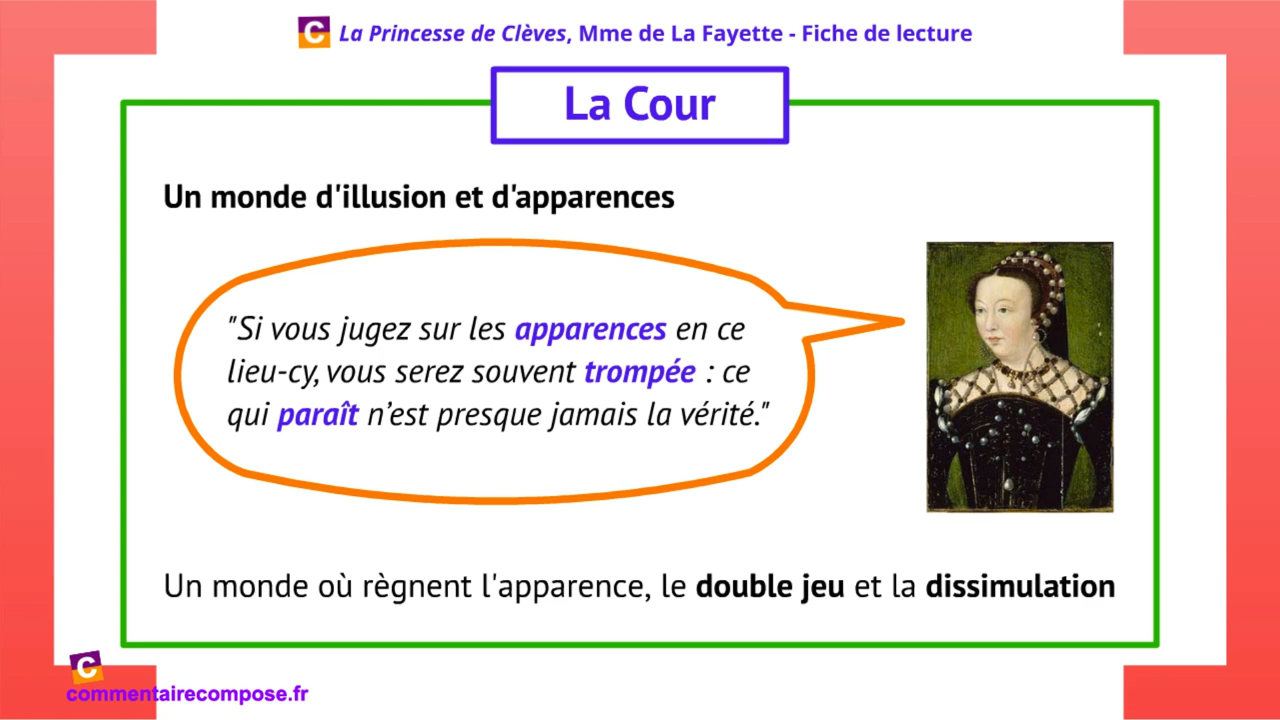 C La Princesse de Clèves, Mme de La Fayette - Fiche de lecture
La Cour
Un monde d'illusion et d'apparences
"Si vous jugez sur les apparences en ce
lieu-cy, vous serez souvent trompée : ce
qui paraît n’est presque jamais la vérité."
Un monde où règnent l'apparence, le double jeu et la dissimulation
C
commentairecompose.fr